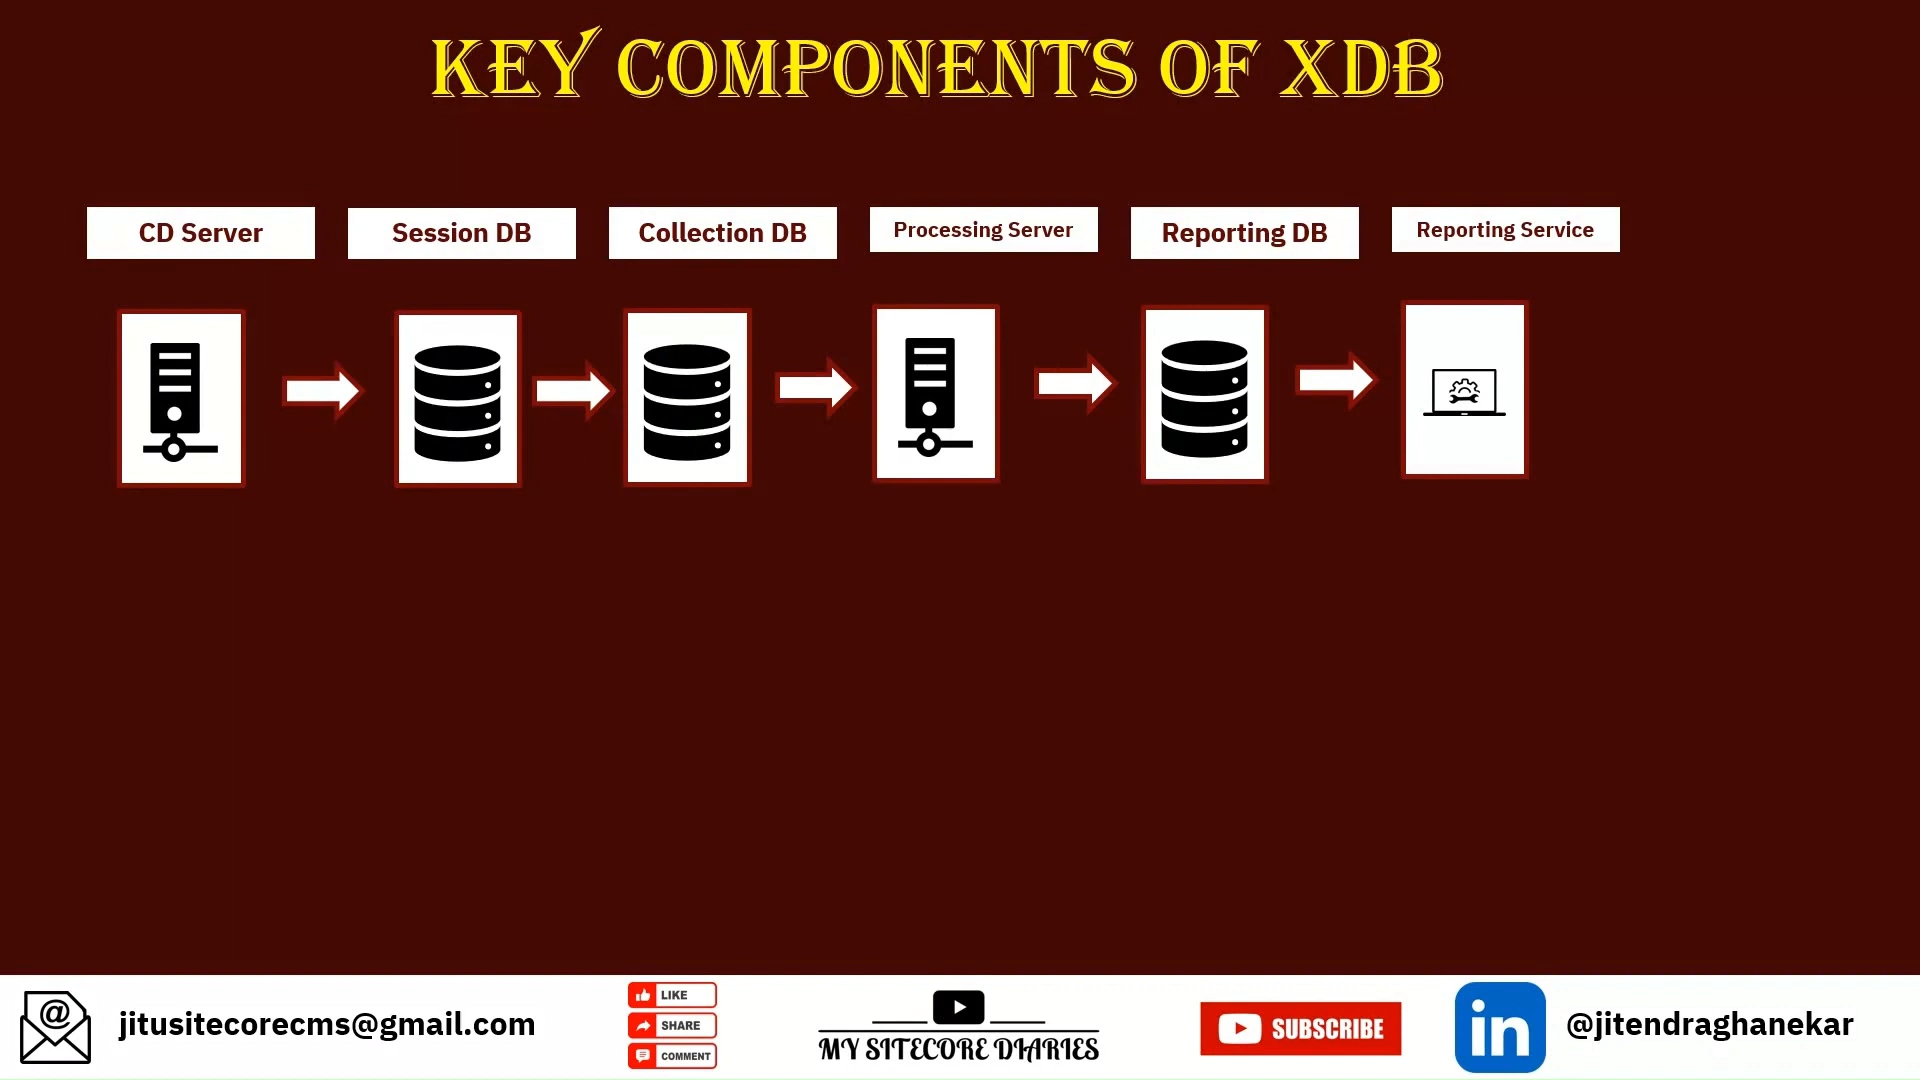 KEY COMPONENTS OF XDB
CD Server
Session DB
Collection DB
Processing Server
Reporting DB
Reporting Service
@
jitusitecorecms@gmail.com
LIKE
SHARE
COMMENT
MY SITECORE DIARIES
SUBSCRIBE
in
@jitendraghanekar